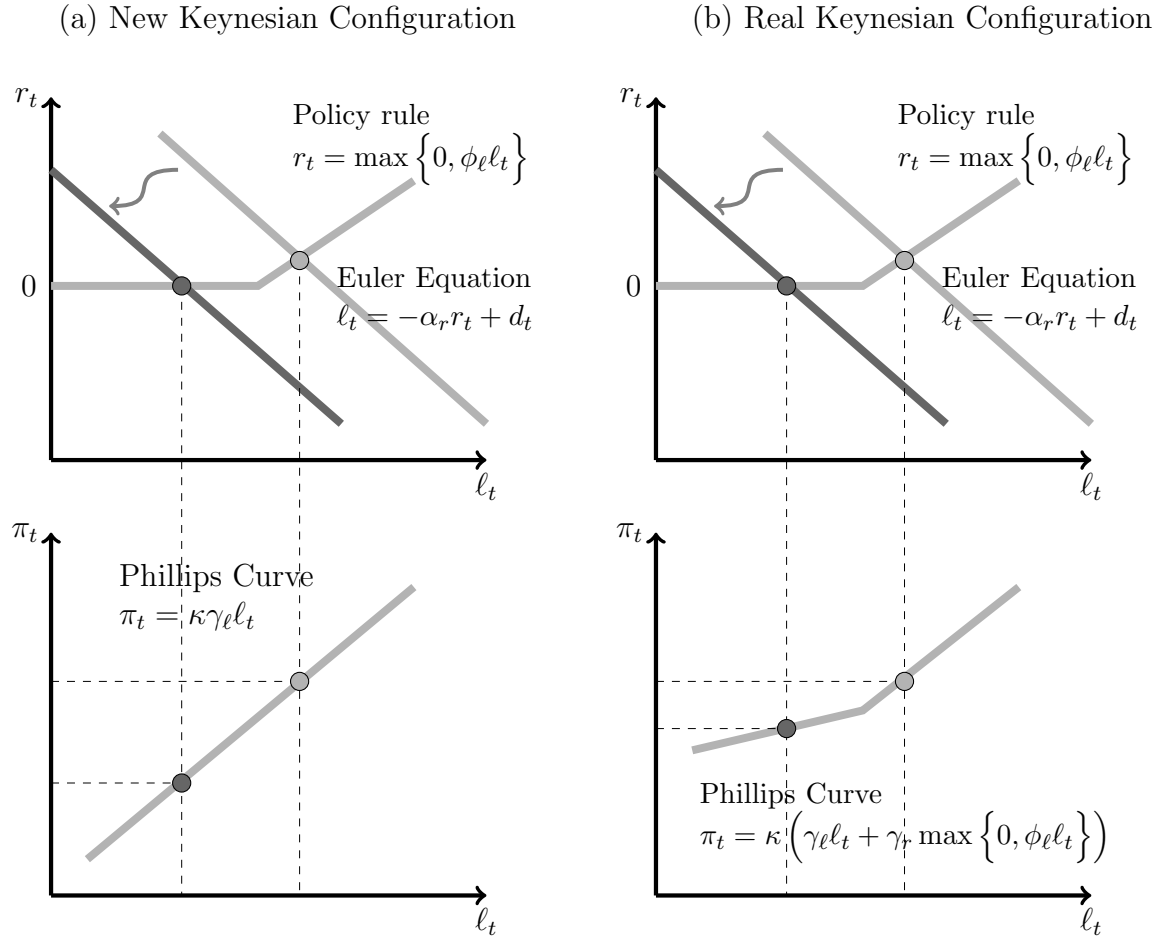 (a) New Keynesian Configuration
r_t
Policy rule
r_t = max {0, ϕ_ℓ ℓ_t}
0
Euler Equation
ℓ_t = −α_r r_t + d_t
ℓ_t
π_t
Phillips Curve
π_t = κγ_ℓ ℓ_t
ℓ_t
(b) Real Keynesian Configuration
r_t
Policy rule
r_t = max {0, ϕ_ℓ ℓ_t}
0
Euler Equation
ℓ_t = −α_r r_t + d_t
ℓ_t
π_t
Phillips Curve
π_t = κ (γ_ℓ ℓ_t + γ_r max {0, ϕ_ℓ ℓ_t})
ℓ_t